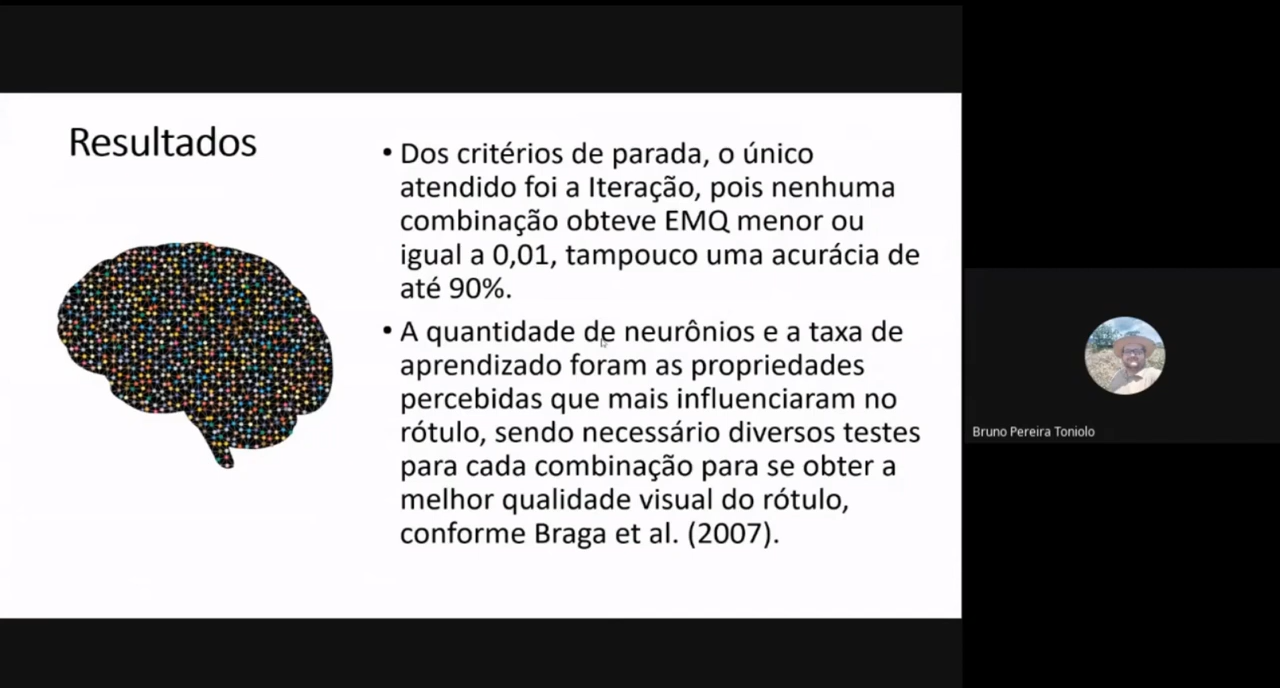 Resultados
• Dos critérios de parada, o único
atendido foi a Iteração, pois nenhuma
combinação obteve EMQ menor ou
igual a 0,01, tampouco uma acurácia de
até 90%.
• A quantidade de neurônios e a taxa de
aprendizado foram as propriedades
percebidas que mais influenciaram no
rótulo, sendo necessário diversos testes
para cada combinação para se obter a
melhor qualidade visual do rótulo,
conforme Braga et al. (2007).
Bruno Pereira Toniolo